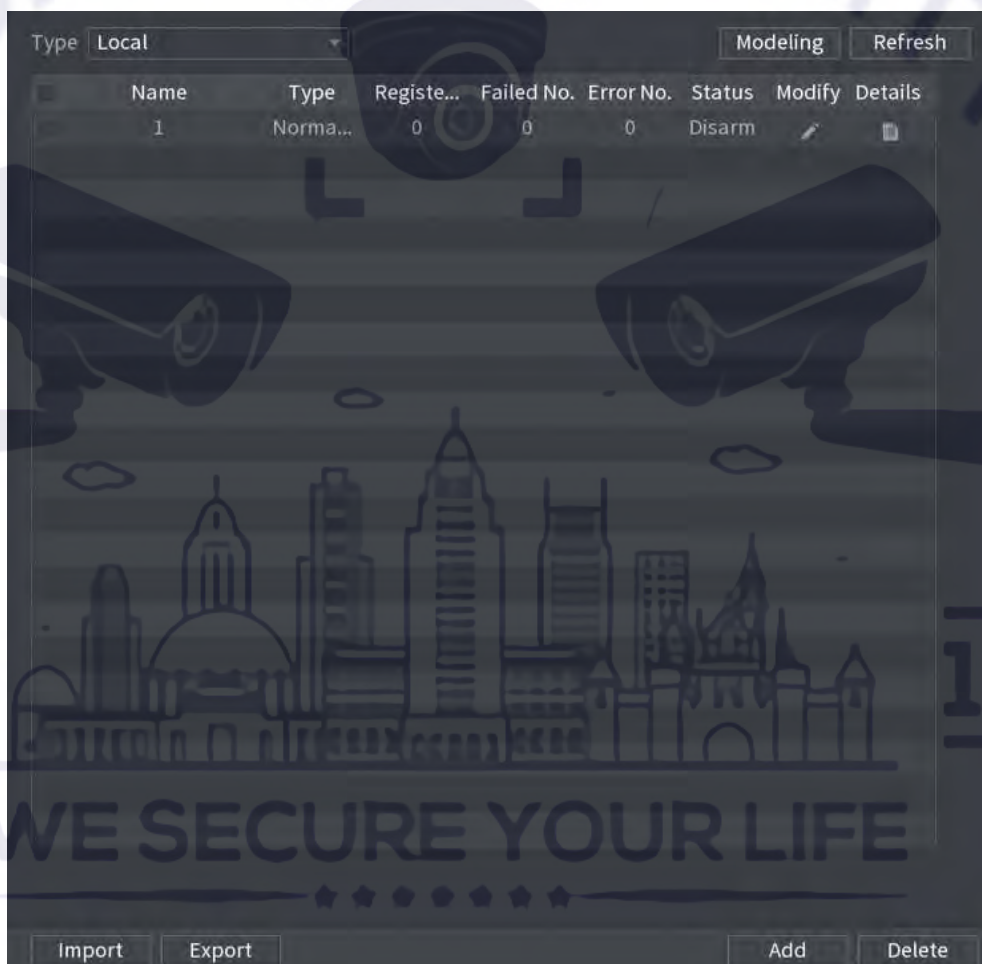 Type Local Modeling Refresh
Name Type Registe... Failed No. Error No. Status Modify Details
1 Norma... 0 0 0 Disarm
WE SECURE YOUR LIFE
Import Export Add Delete